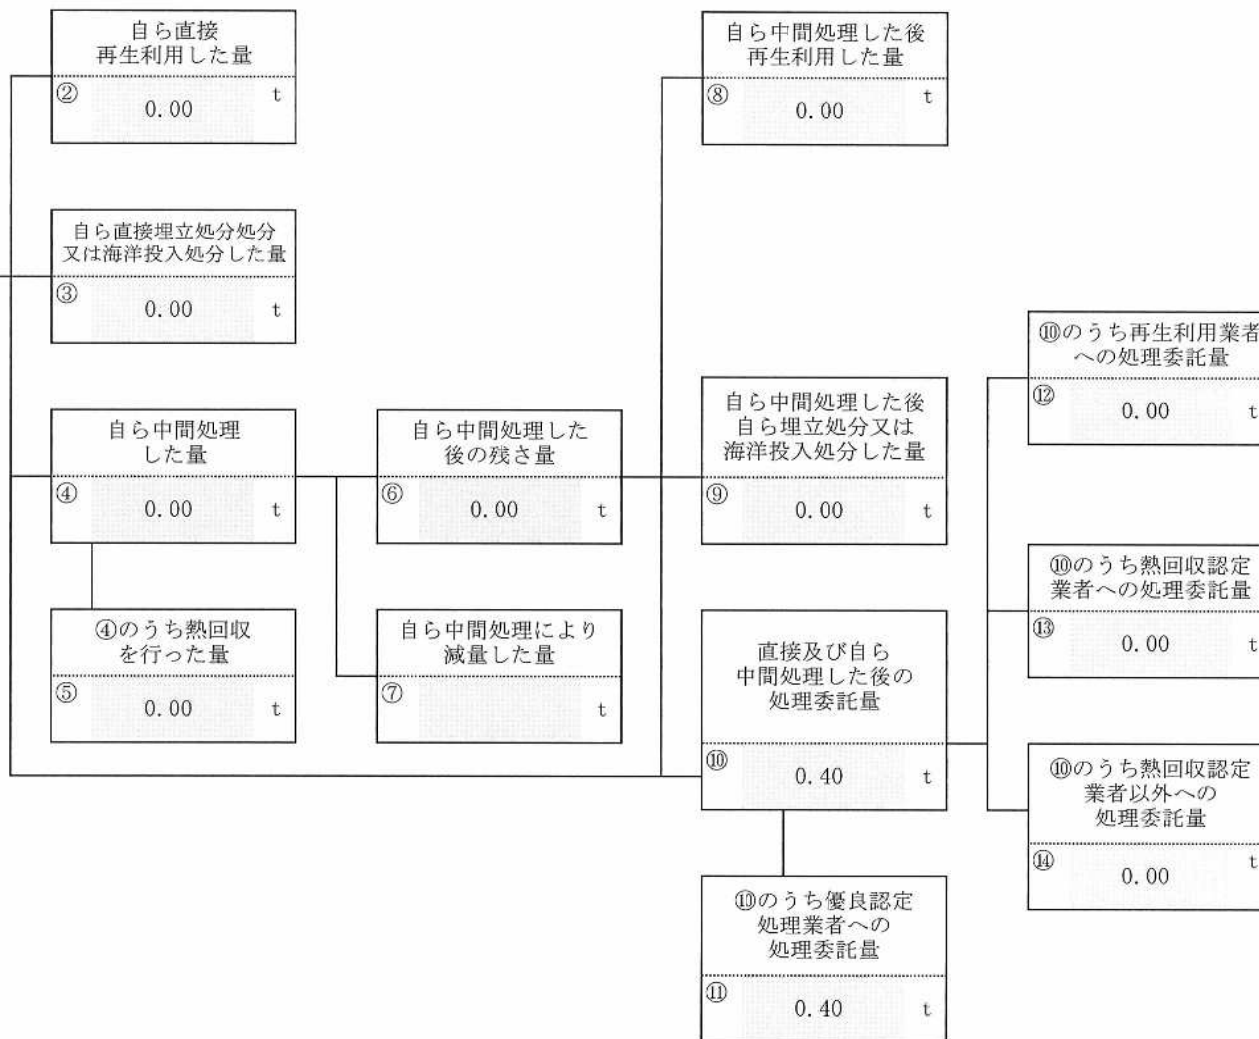 自ら直接
再生利用した量
② 0.00 t
自ら直接埋立処分処分
又は海洋投入処分した量
③ 0.00 t
自ら中間処理
した量
④ 0.00 t
④のうち熱回収
を行った量
⑤ 0.00 t
自ら中間処理した
後の残さ量
⑥ 0.00 t
自ら中間処理により
減量した量
⑦ t
自ら中間処理した後
再生利用した量
⑧ 0.00 t
自ら中間処理した後
自ら埋立処分又は
海洋投入処分した量
⑨ 0.00 t
直接及び自ら
中間処理した後の
処理委託量
⑩ 0.40 t
⑩のうち優良認定
処理業者への
処理委託量
⑪ 0.40 t
⑩のうち再生利用業者
への処理委託量
⑫ 0.00 t
⑩のうち熱回収認定
業者への処理委託量
⑬ 0.00 t
⑩のうち熱回収認定
業者以外への
処理委託量
⑭ 0.00 t